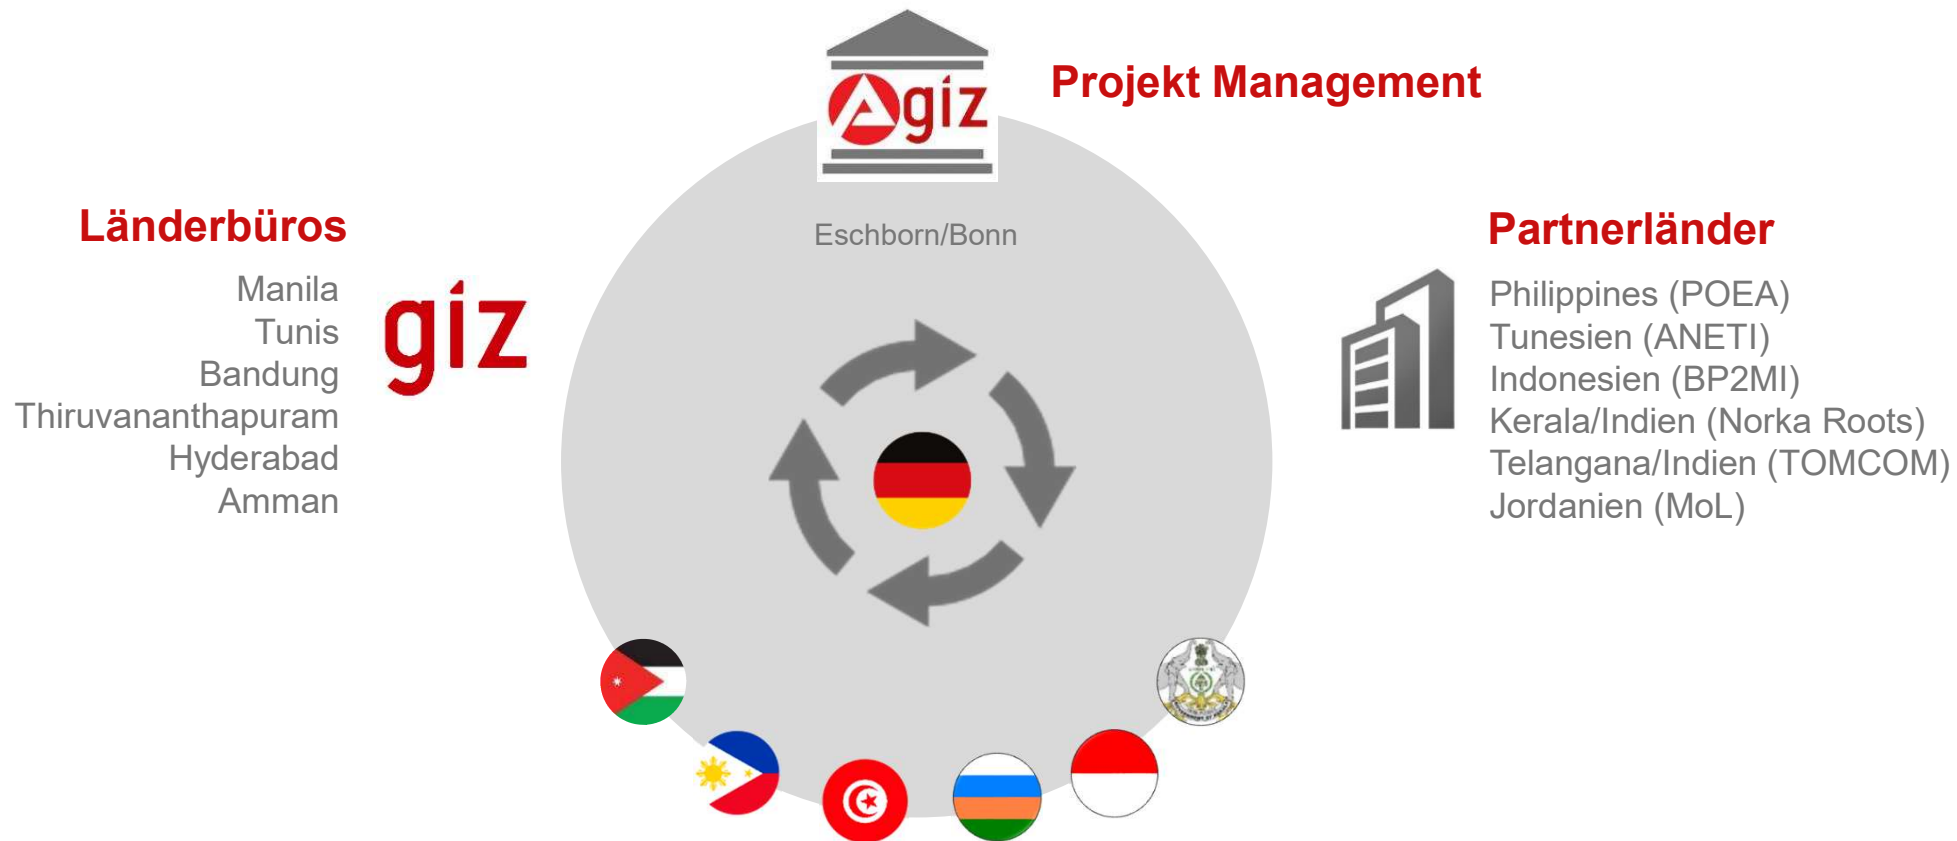 giz
Projekt Management
Eschborn/Bonn
Länderbüros
Manila
Tunis
Bandung
Thiruvananthapuram
Hyderabad
Amman
giz
Partnerländer
Philippines (POEA)
Tunesien (ANETI)
Indonesien (BP2MI)
Kerala/Indien (Norka Roots)
Telangana/Indien (TOMCOM)
Jordanien (MoL)